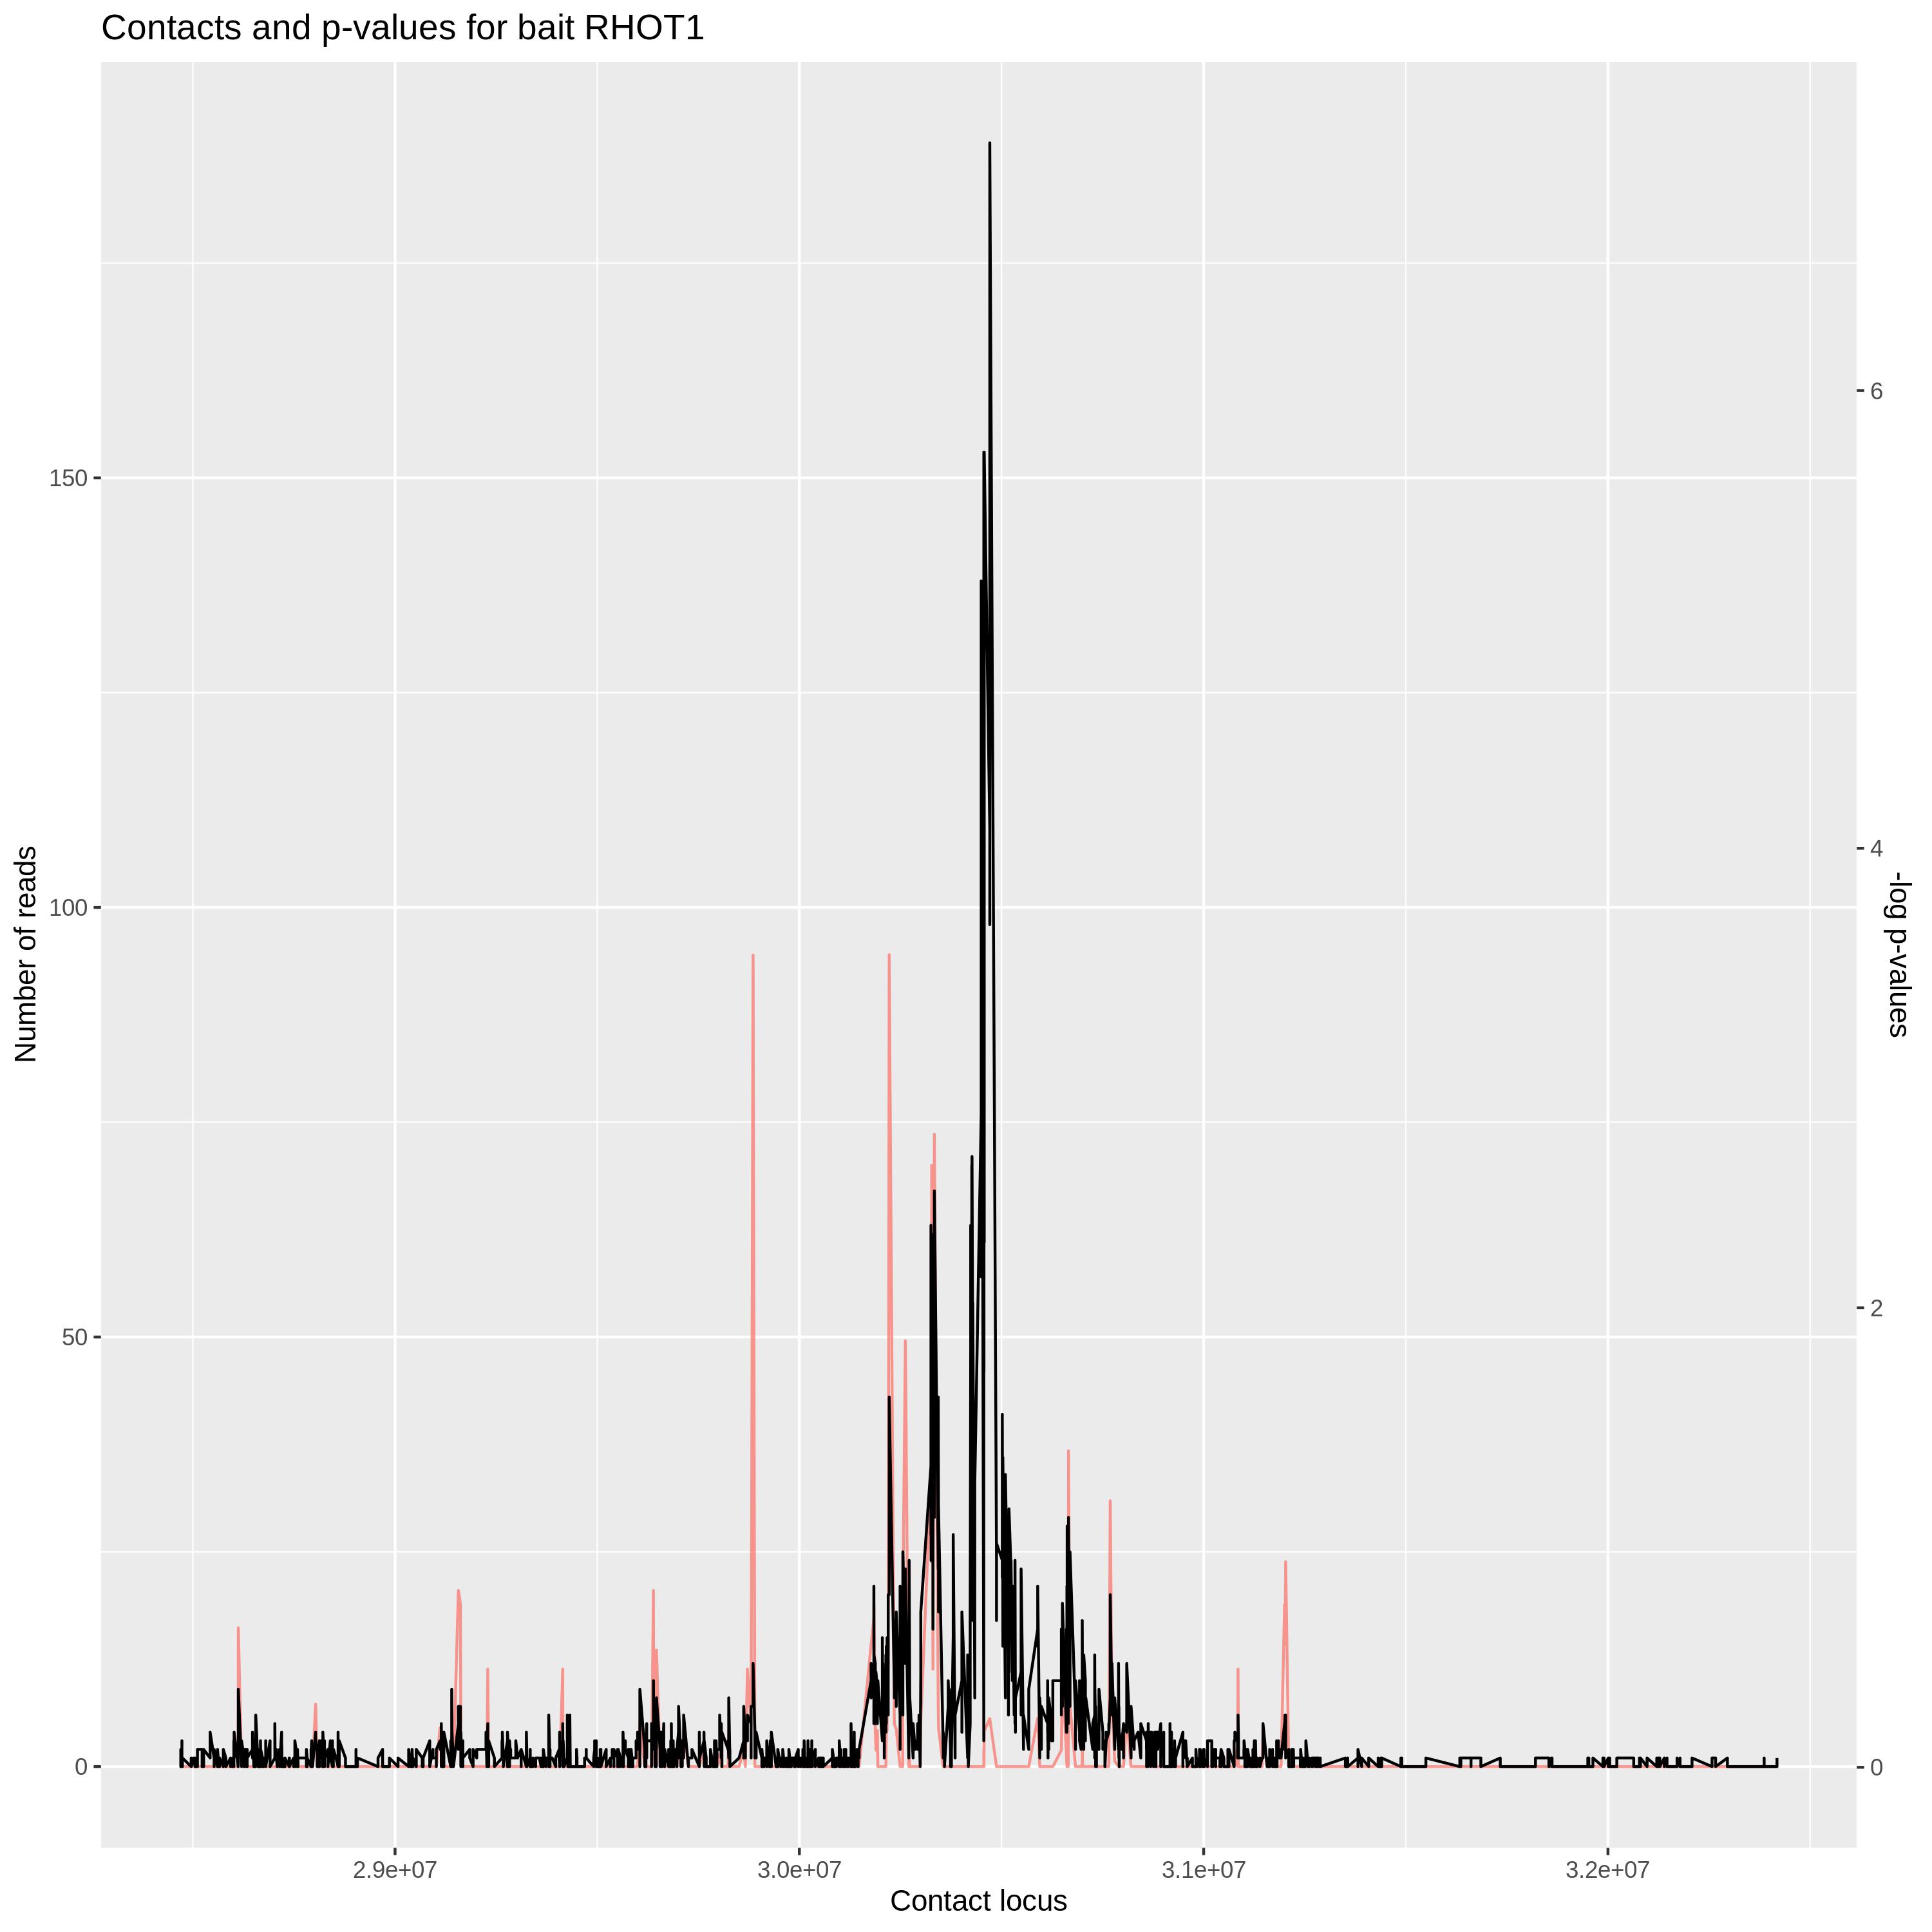 Contacts and p-values for bait RHOT1
Number of reads
150
100
50
0
6
4
2
0
-log p-values
2.9e+07
3.0e+07
3.1e+07
3.2e+07
Contact locus